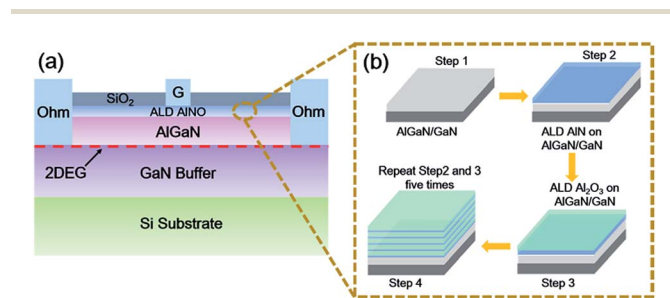 (a)
G
SiO2
Ohm
ALD AlNO
Ohm
AlGaN
2DEG
GaN Buffer
Si Substrate
(b)
Step 1
AlGaN/GaN
Step 2
ALD AlN on
AlGaN/GaN
ALD Al2O3 on
AlGaN/GaN
Step 3
Repeat Step2 and 3
five times
Step 4